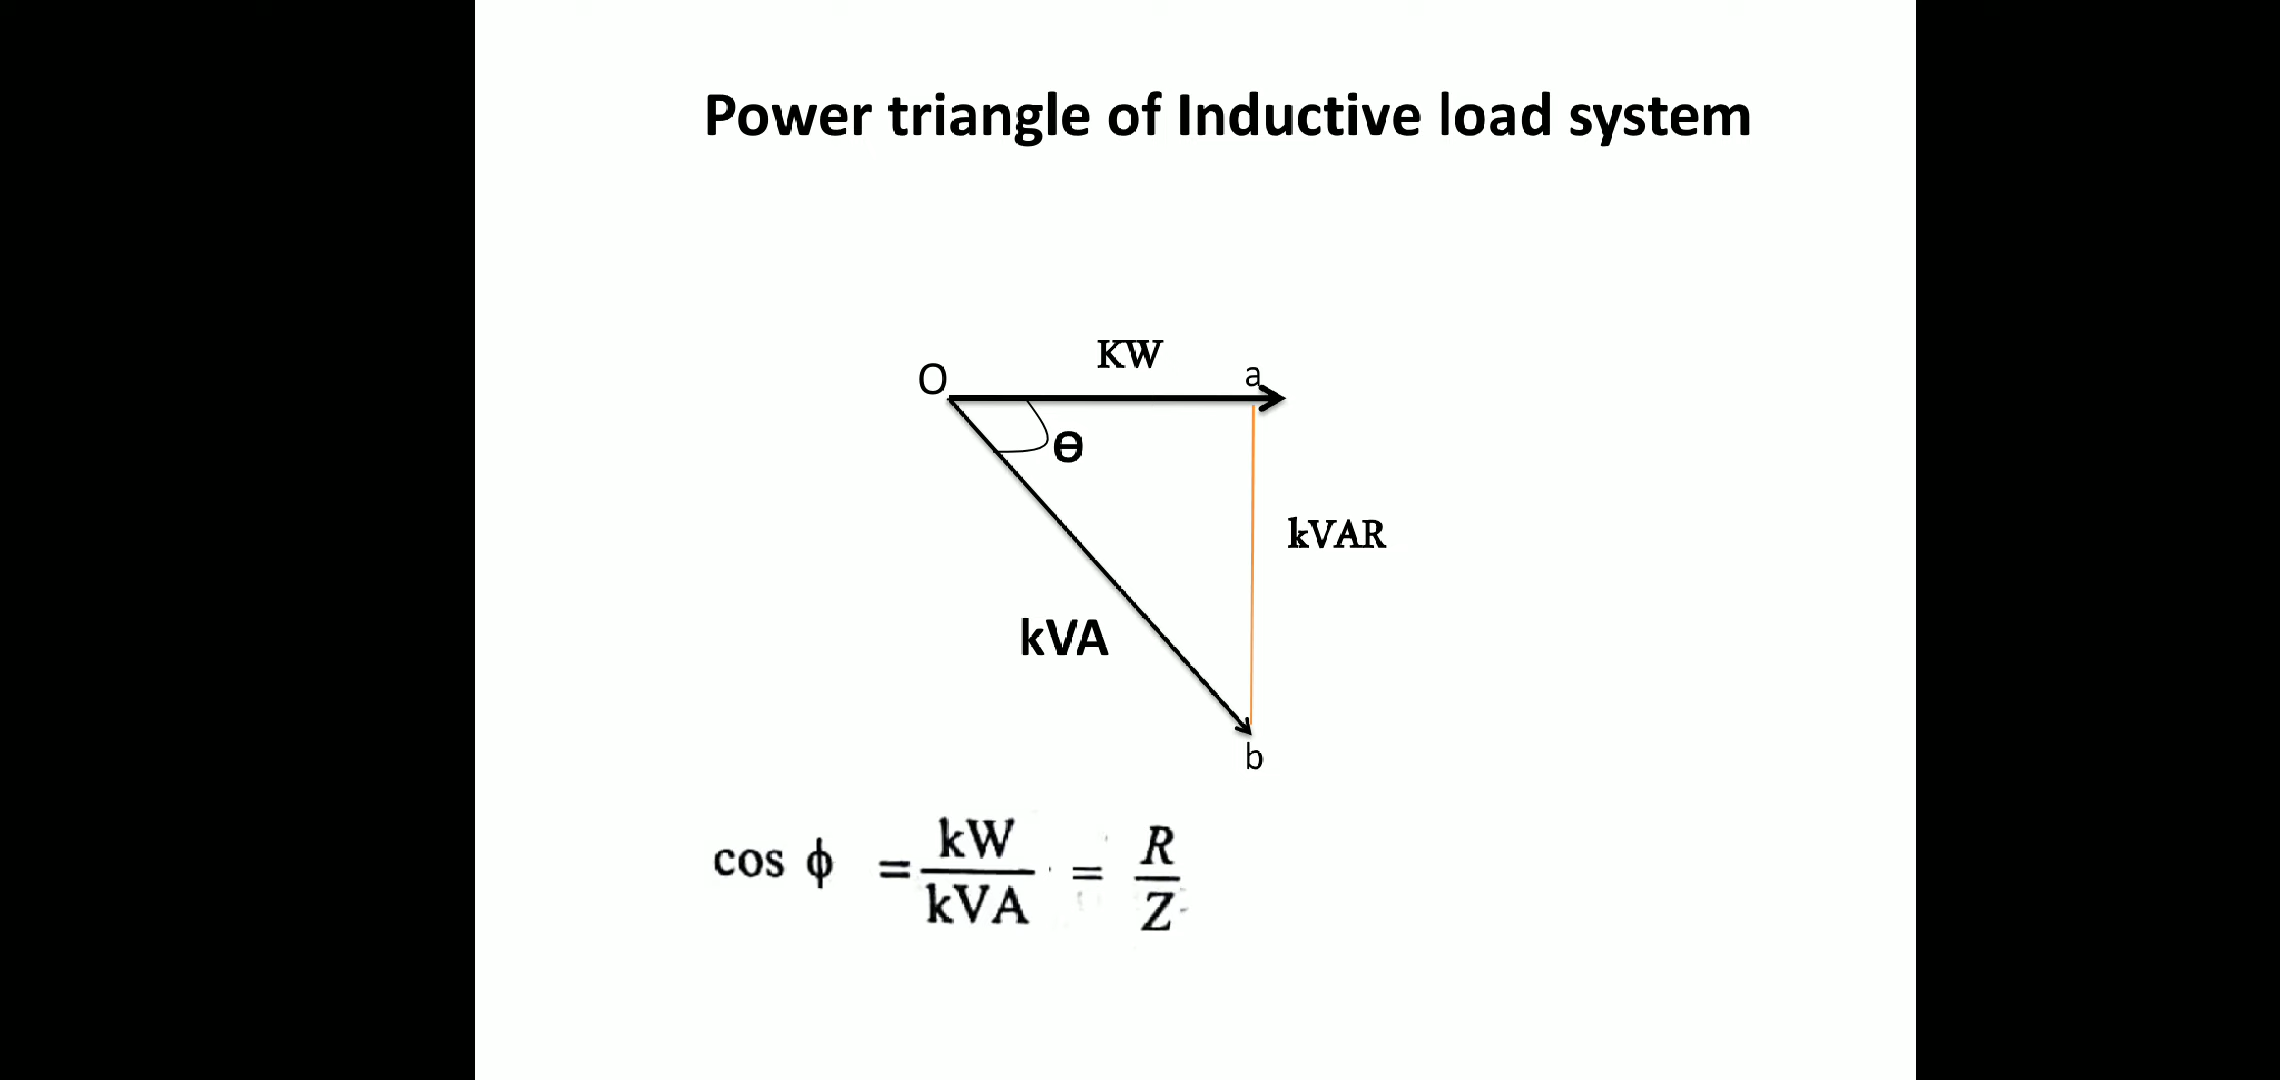 Power triangle of Inductive load system
KW
O
a
Ɵ
kVAR
kVA
b
cos ϕ = kW / kVA = R / Z